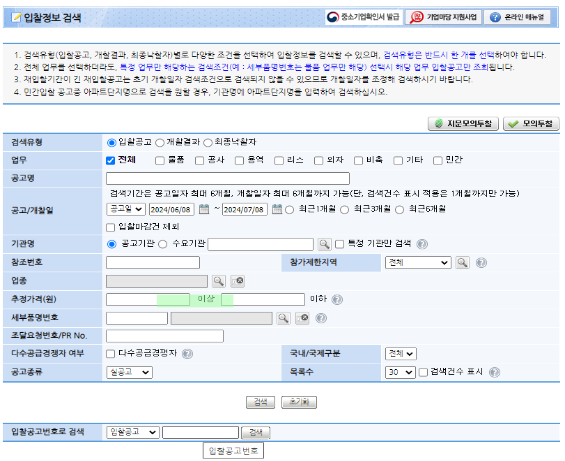 입찰정보 검색 중소기업확인서 발급 기업마당 지원사업 온라인 매뉴얼
1. 검색유형(입찰공고, 개찰결과, 최종낙찰자)별로 다양한 조건을 선택하여 입찰정보를 검색할 수 있으며, 검색유형은 반드시 한 개를 선택하여야 합니다.
2. 전체 업무를 선택하더라도, 특정 업무만 해당하는 검색조건(예 : 세부품명번호는 물품 업무만 해당) 선택시 해당 업무 입찰공고만 조회됩니다.
3. 재입찰기간이 긴 재입찰공고는 초기 개찰일자 검색조건으로 검색되지 않을 수 있으므로 개찰일자를 조정해 검색하시기 바랍니다.
4. 민간입찰 공고중 아파트단지명으로 검색을 원할 경우, 기관명에 아파트단지명을 입력하여 검색하십시오.
지문모의투찰 모의투찰
검색유형 입찰공고 개찰결과 최종낙찰자
업무 전체 물품 공사 용역 리스 외자 비축 기타 민간
공고명
검색기간은 공고일자 최대 6개월, 개찰일자 최대 6개월까지 가능(단, 검색건수 표시 적용은 1개월까지만 가능)
공고/개찰일 공고일 2024/06/08 ~ 2024/07/08 최근1개월 최근3개월 최근6개월
입찰마감건 제외
기관명 공고기관 수요기관 특정 기관만 검색
참조번호 참가제한지역 전체
업종
추정가격(원) 이상 이하
세부품명번호
조달요청번호/PR No.
다수공급경쟁자 여부 다수공급경쟁자 국내/국제구분 전체
공고종류 실공고 목록수 30 검색건수 표시
검색 초기화
입찰공고번호로 검색 입찰공고 검색
입찰공고번호